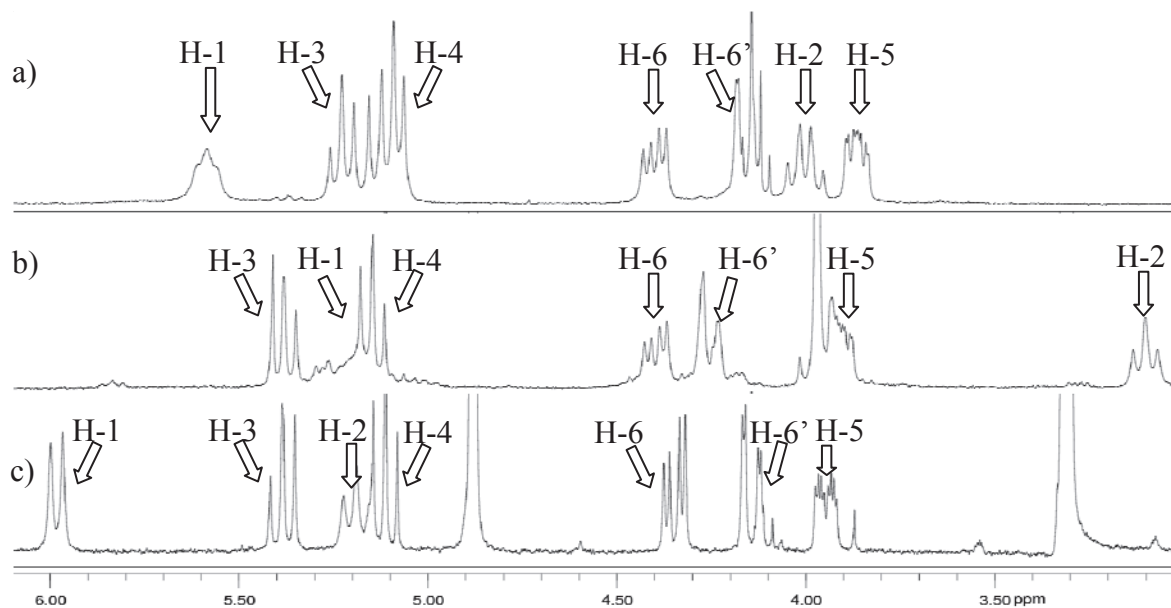 a)
H-1
H-3
H-4
H-6
H-6’
H-2
H-5
b)
H-3
H-1
H-4
H-6
H-6’
H-5
H-2
c)
H-1
H-3
H-2
H-4
H-6
H-6’
H-5
6.00 5.50 5.00 4.50 4.00 3.50 ppm